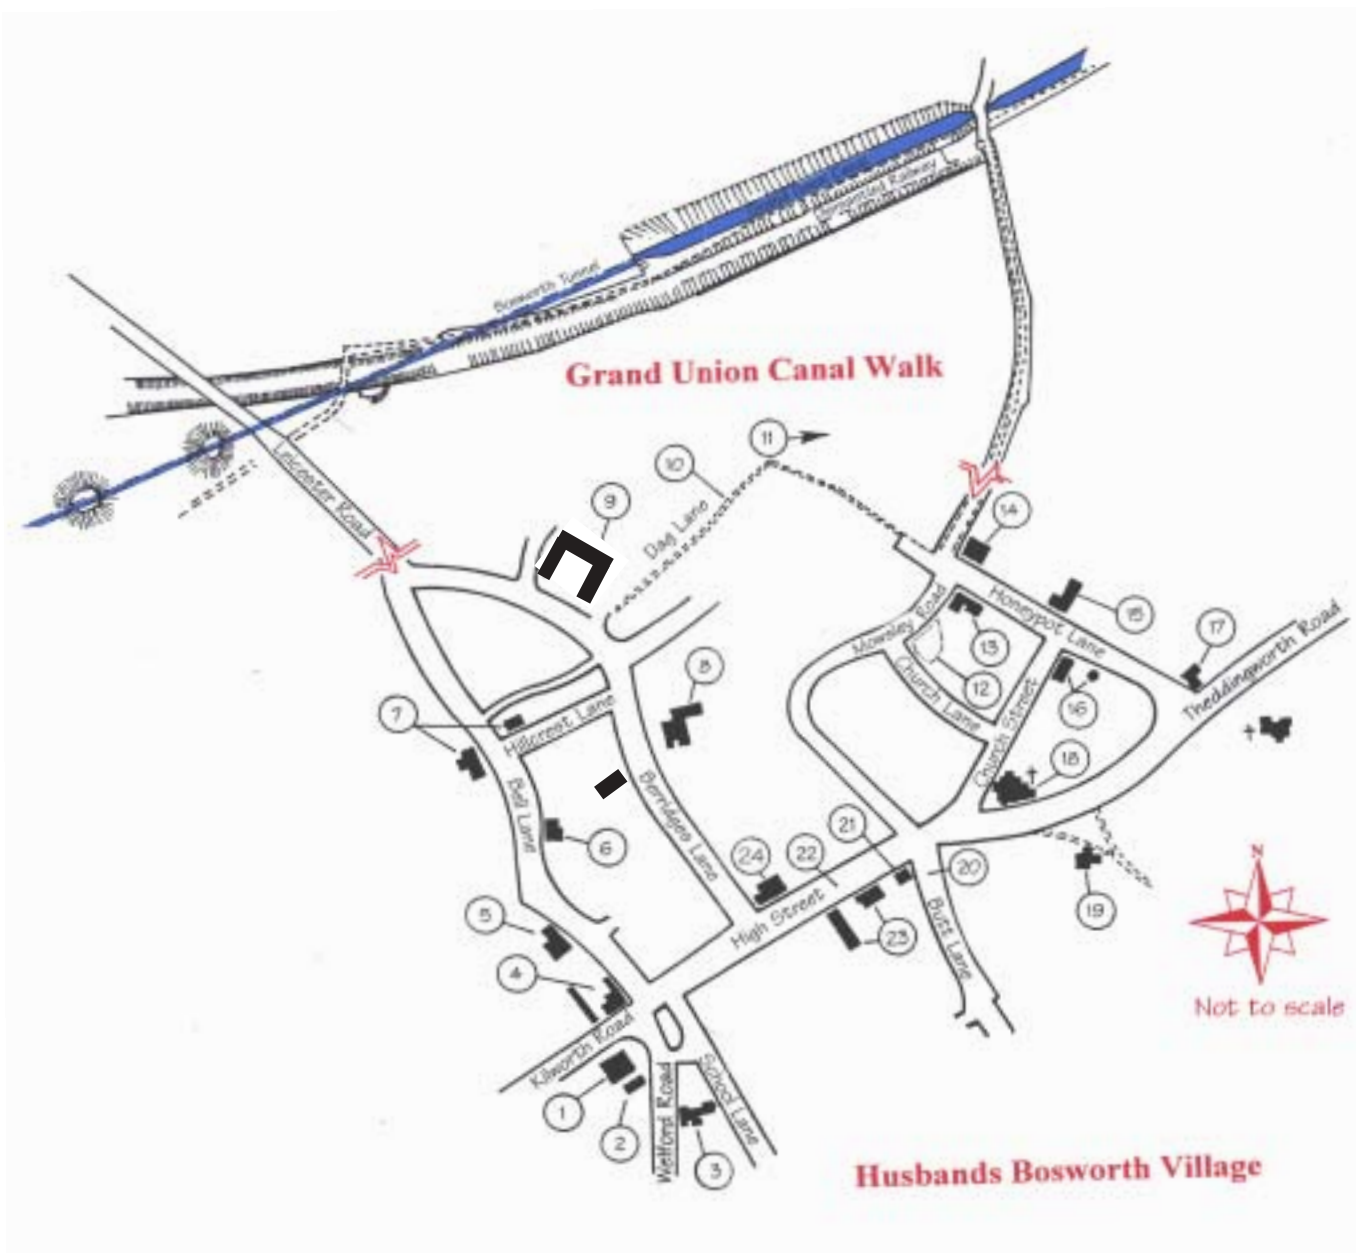 Bosworth Tunnel
Dismantled Railway
Grand Union Canal Walk
Leicester Road
11
10
9
Dag Lane
14
Honeypot Lane
15
17
Theddingworth Road
Mowsley Road
13
12
Church Lane
Church Street
16
18
8
7
Hillcrest Lane
Bell Lane
Berridges Lane
6
21
22
24
20
High Street
23
Butt Lane
19
N
Not to scale
5
4
Kilworth Road
1
2
Welford Road
School Lane
3
Husbands Bosworth Village